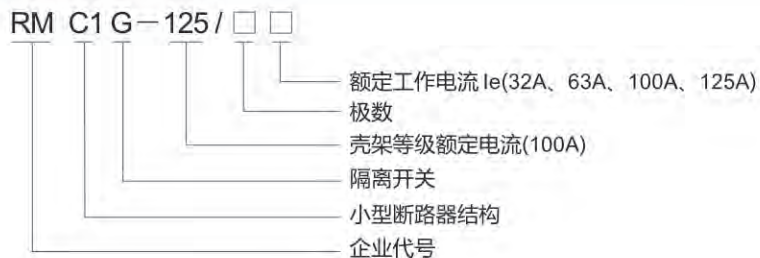 RM C1 G－125 / □ □
额定工作电流 Ie(32A、63A、100A、125A)
极数
壳架等级额定电流(100A)
隔离开关
小型断路器结构
企业代号